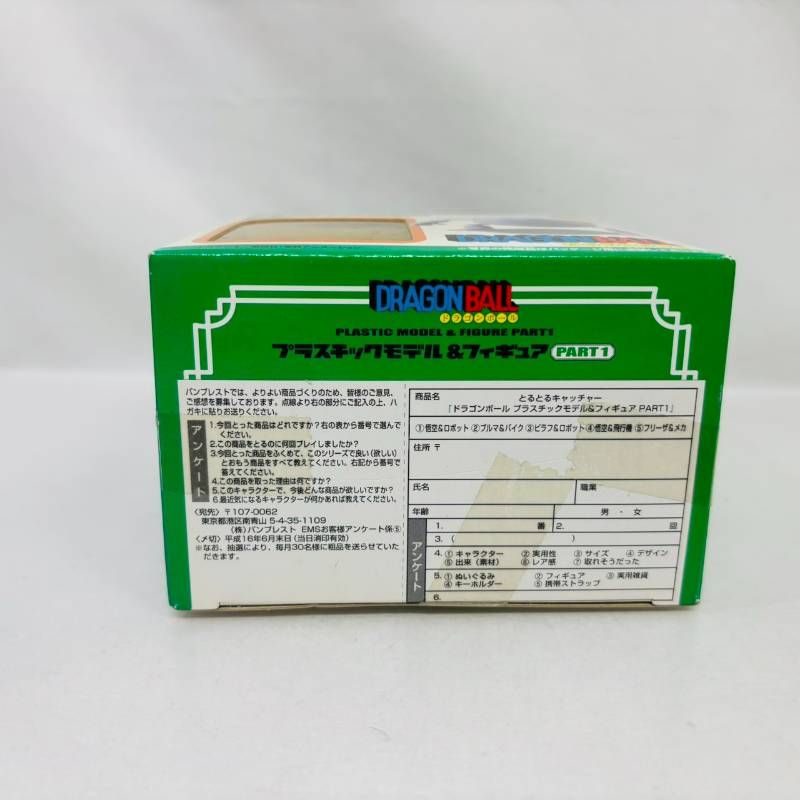 DRAGON BALL
DRAGON BALL
ドラゴンボール
PLASTIC MODEL & FIGURE PART1
プラスチックモデル&フィギュア PART1
バンプレストでは、よりよい商品づくりのため、皆様のご意見、
ご感想を募集しております。点線より右の部分にご記入の上、ハ
ガキに貼りお送りください。
アンケート
1.今回とった商品はどれですか?右の表から番号で選んで
ください。
2.この商品をとるのに何回プレイしましたか?
3.今回とった商品をふくめて、このシリーズで良い(欲しい)
とおもう商品をすべて教えてください。右記から番号で
答えてください。
4.この商品を取った理由は何ですか?
5.このキャラクターで、今後どんな商品が欲しいですか?
6.最近気になるキャラクターが何かあれば教えてください。
〈宛先〉〒107-0062
東京都港区南青山 5-4-35-1109
(株)バンプレスト EMSお客様アンケート係⑤
〈〆切〉平成16年6月末日(当日消印有効)
※なお、抽選により、毎月30名様に粗品を送らせていた
だきます。
商品名 とるとるキャッチャー
「ドラゴンボール プラスチックモデル&フィギュア PART1」
①悟空&ロボット ②ブルマ&バイク ③ピラフ&ロボット ④悟空&飛行機 ⑤フリーザ&メカ
住所 〒
氏名 職業
年齢 男・女
アンケート
1. 番 2. 回
3. (
4. ①キャラクター ②実用性 ③サイズ ④デザイン
⑤出来(素材) ⑥レア感 ⑦取れそうだった
5. ①ぬいぐるみ ②フィギュア ③実用雑貨
④キーホルダー ⑤携帯ストラップ
6.